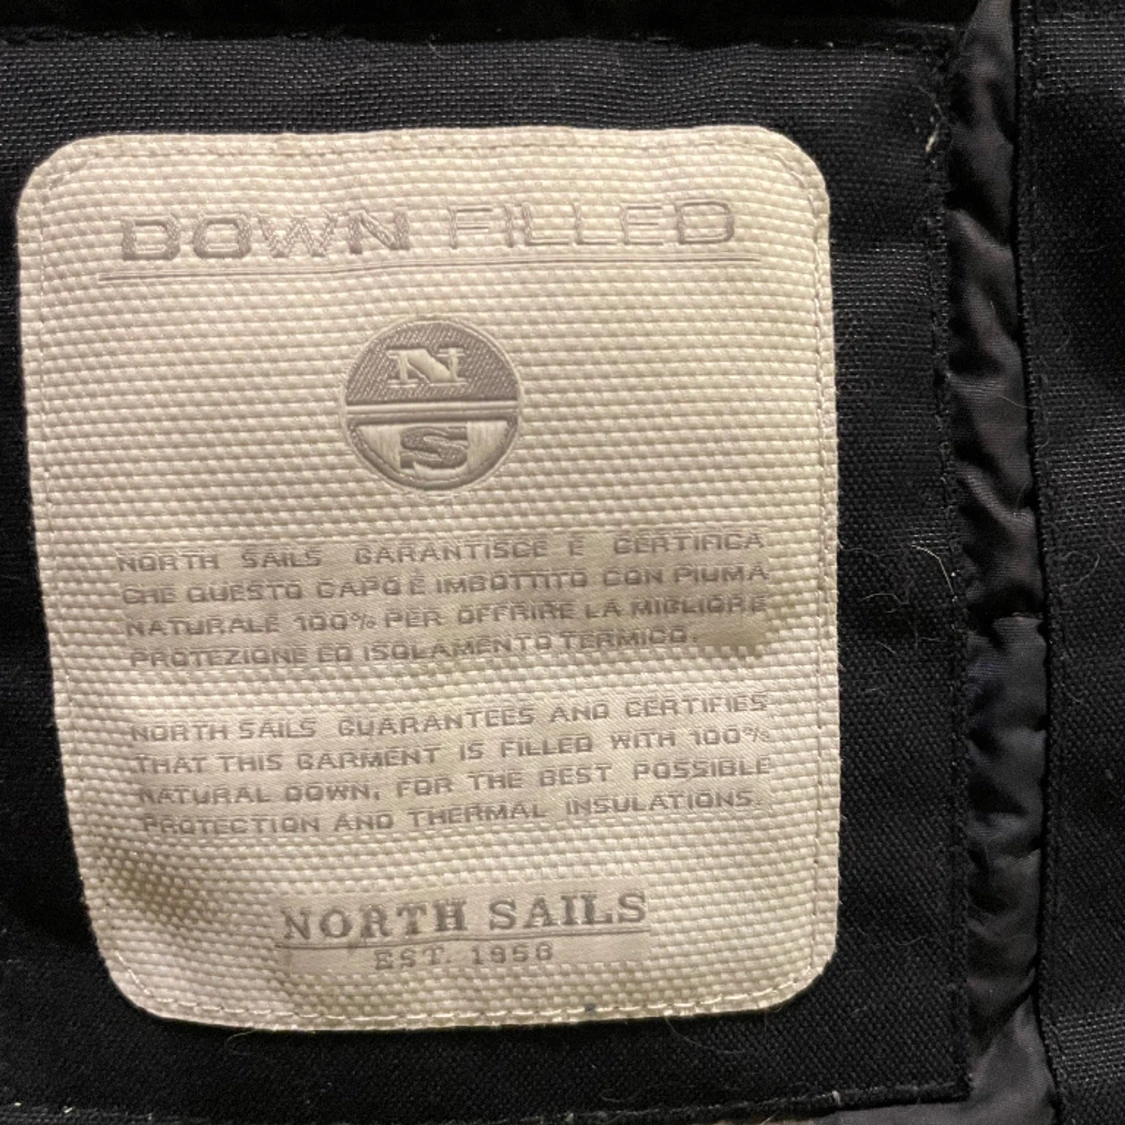 DOWN FILLED
N
S
NORTH SAILS GARANTISCE E CERTIFICA
CHE QUESTO CAPO È IMBOTTITO CON PIUMA
NATURALE 100% PER OFFRIRE LA MIGLIORE
PROTEZIONE ED ISOLAMENTO TERMICO.
NORTH SAILS GUARANTEES AND CERTIFIES
THAT THIS GARMENT IS FILLED WITH 100%
NATURAL DOWN, FOR THE BEST POSSIBLE
PROTECTION AND THERMAL INSULATIONS.
NORTH SAILS
EST. 1958